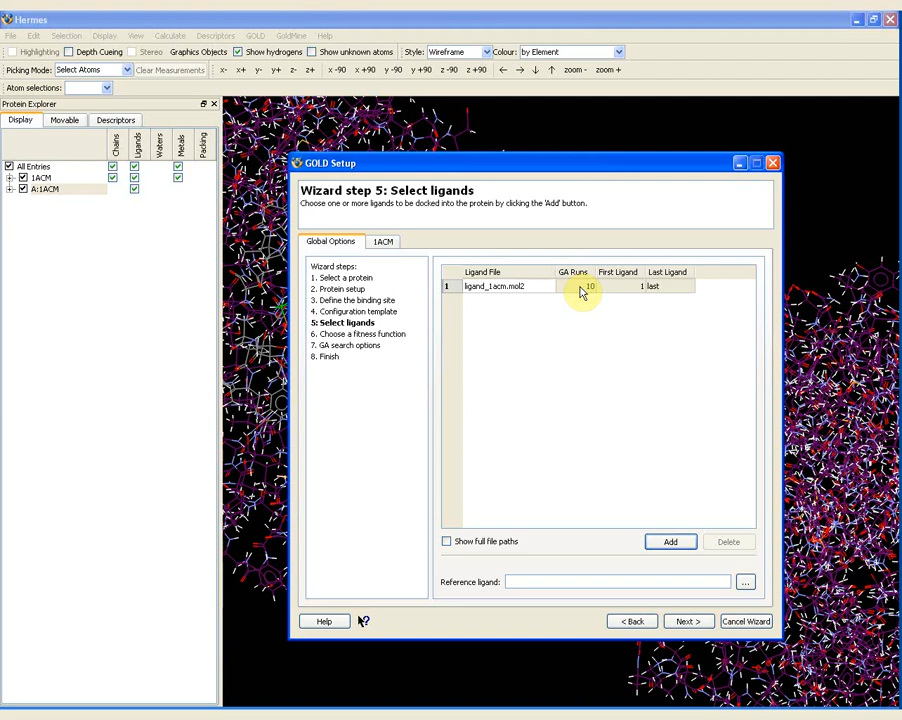 Hermes
File Edit Selection Display View Calculate Descriptors GOLD GoldMine Help
Highlighting Depth Cueing Stereo Graphics Objects Show hydrogens Show unknown atoms Style: Wireframe Colour: by Element
Picking Mode: Select Atoms Clear Measurements x- x+ y- y+ z- z+ x -90 x +90 y -90 y +90 z -90 z +90 zoom - zoom +
Atom selections:
Protein Explorer
Display Movable Descriptors
Chains Ligands Waters Metals Packing
All Entries
1ACM
A:1ACM
GOLD Setup
Wizard step 5: Select ligands
Choose one or more ligands to be docked into the protein by clicking the 'Add' button.
Global Options 1ACM
Wizard steps:
1. Select a protein
2. Protein setup
3. Define the binding site
4. Configuration template
5: Select ligands
6. Choose a fitness function
7. GA search options
8. Finish
Ligand File GA Runs First Ligand Last Ligand
1 ligand_1acm.mol2 10 1 last
Show full file paths Add Delete
Reference ligand: ...
Help ? < Back Next > Cancel Wizard